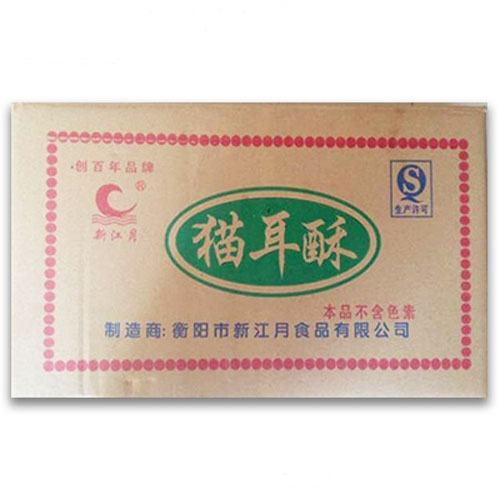 创百年品牌
®
新江月
生产许可
猫耳酥
本品不含色素
制造商:衡阳市新江月食品有限公司